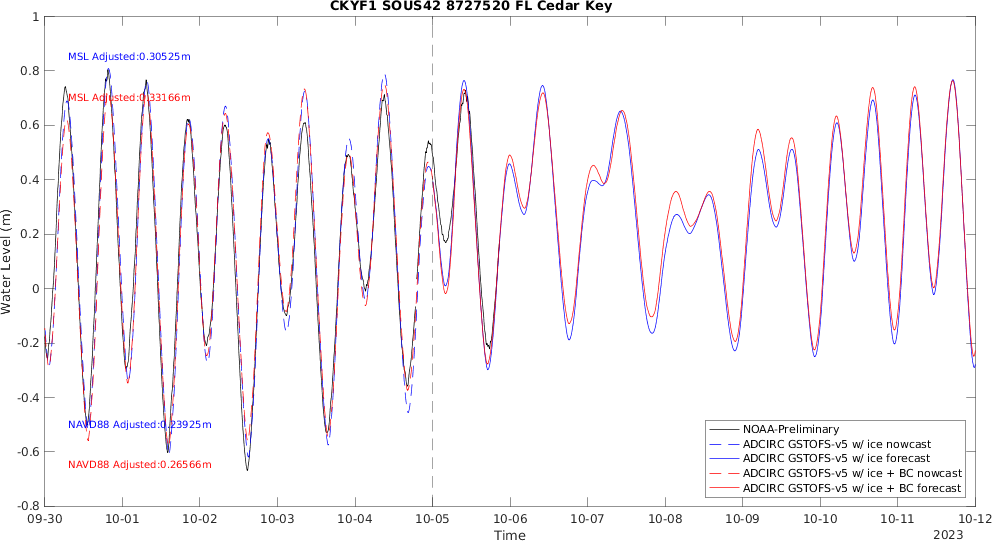 CKYF1 SOUS42 8727520 FL Cedar Key
1
0.8
0.6
0.4
0.2
0
-0.2
-0.4
-0.6
-0.8
Water Level (m)
MSL Adjusted:0.30525m
MSL Adjusted:0.33166m
NAVD88 Adjusted:0.23925m
NAVD88 Adjusted:0.26566m
NOAA-Preliminary
ADCIRC GSTOFS-v5 w/ ice nowcast
ADCIRC GSTOFS-v5 w/ ice forecast
ADCIRC GSTOFS-v5 w/ ice + BC nowcast
ADCIRC GSTOFS-v5 w/ ice + BC forecast
09-30 10-01 10-02 10-03 10-04 10-05 10-06 10-07 10-08 10-09 10-10 10-11 10-12
Time
2023